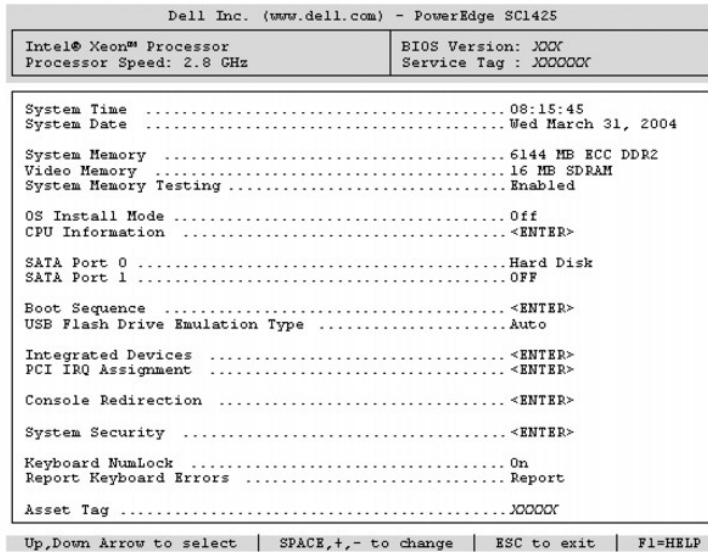 Dell Inc. (www.dell.com) - PowerEdge SC1425
Intel® Xeon™ Processor
Processor Speed: 2.8 GHz
BIOS Version: XXX
Service Tag : XXXXXX
System Time ........................................ 08:15:45
System Date ........................................ Wed March 31, 2004
System Memory ...................................... 6144 MB ECC DDR2
Video Memory ....................................... 16 MB SDRAM
System Memory Testing .............................. Enabled
OS Install Mode .................................... Off
CPU Information .................................... <ENTER>
SATA Port 0 ........................................ Hard Disk
SATA Port 1 ........................................ OFF
Boot Sequence ...................................... <ENTER>
USB Flash Drive Emulation Type ..................... Auto
Integrated Devices ................................. <ENTER>
PCI IRQ Assignment ................................. <ENTER>
Console Redirection ................................ <ENTER>
System Security .................................... <ENTER>
Keyboard NumLock ................................... On
Report Keyboard Errors ............................. Report
Asset Tag .......................................... XXXXX
Up,Down Arrow to select | SPACE,+,- to change | ESC to exit | F1=HELP